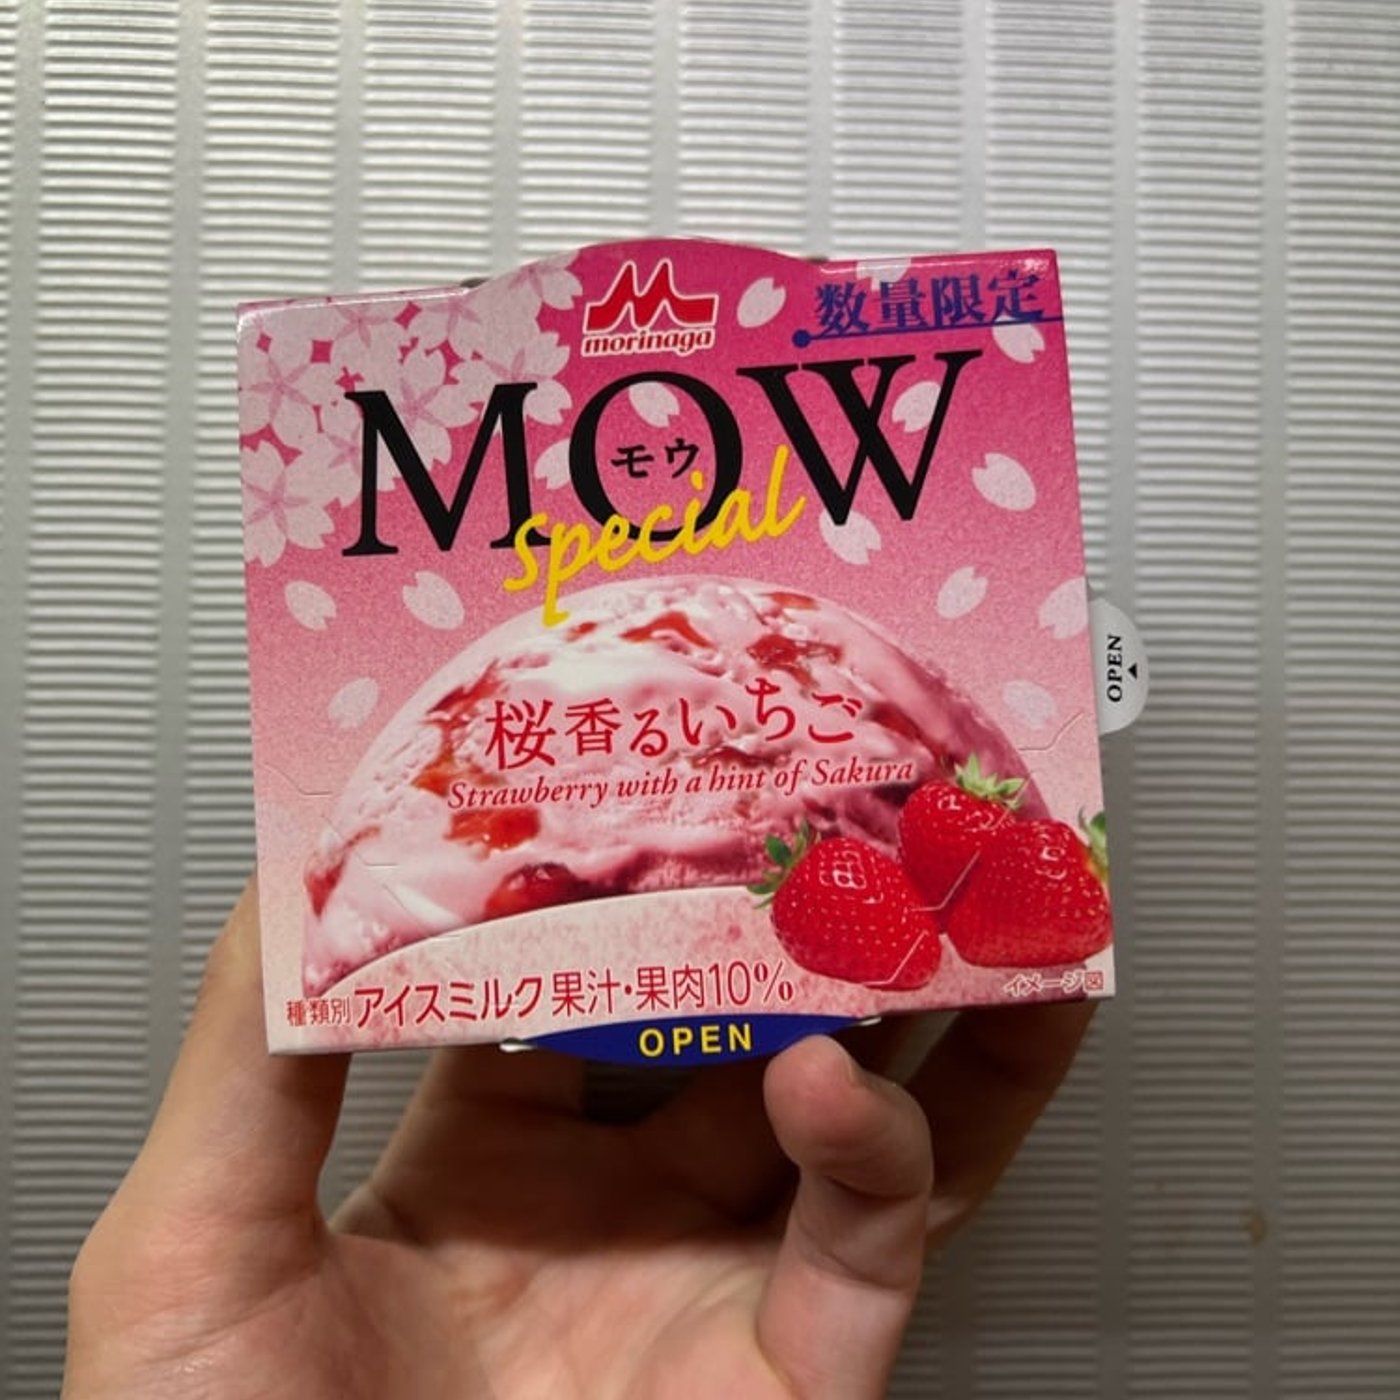 morinaga
数量限定
MOW
モウ
special
桜香るいちご
Strawberry with a hint of Sakura
OPEN
種類別アイスミルク 果汁・果肉10%
イメージ図
OPEN